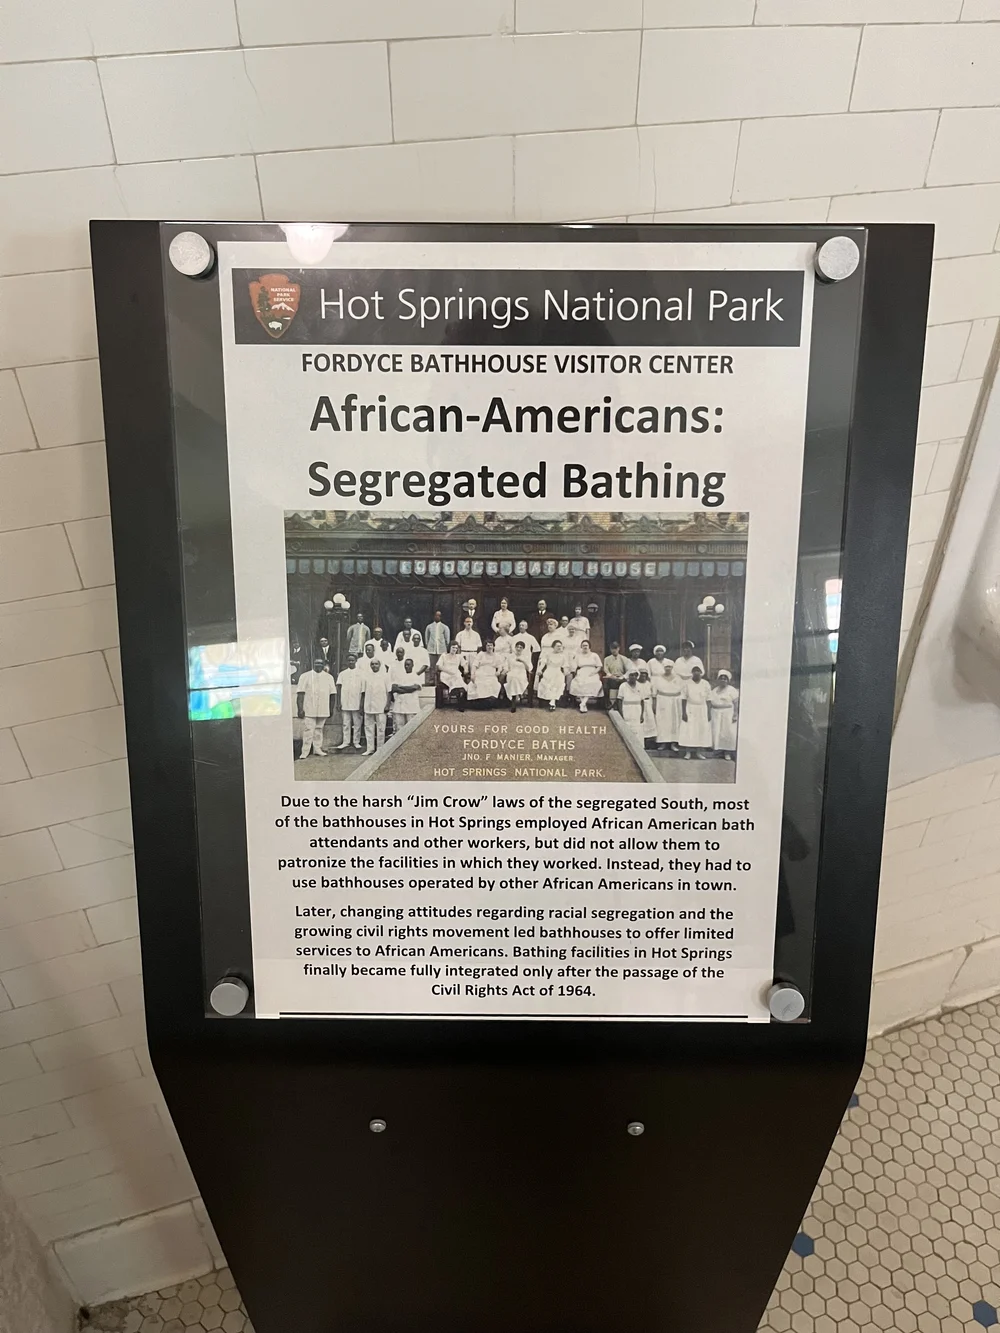 NATIONAL
PARK
SERVICE
Hot Springs National Park
FORDYCE BATHHOUSE VISITOR CENTER
African-Americans:
Segregated Bathing
FORDYCE BATH HOUSE
YOURS FOR GOOD HEALTH
FORDYCE BATHS
JNO. F. MANIER, MANAGER.
HOT SPRINGS NATIONAL PARK.
Due to the harsh “Jim Crow” laws of the segregated South, most
of the bathhouses in Hot Springs employed African American bath
attendants and other workers, but did not allow them to
patronize the facilities in which they worked. Instead, they had to
use bathhouses operated by other African Americans in town.
Later, changing attitudes regarding racial segregation and the
growing civil rights movement led bathhouses to offer limited
services to African Americans. Bathing facilities in Hot Springs
finally became fully integrated only after the passage of the
Civil Rights Act of 1964.